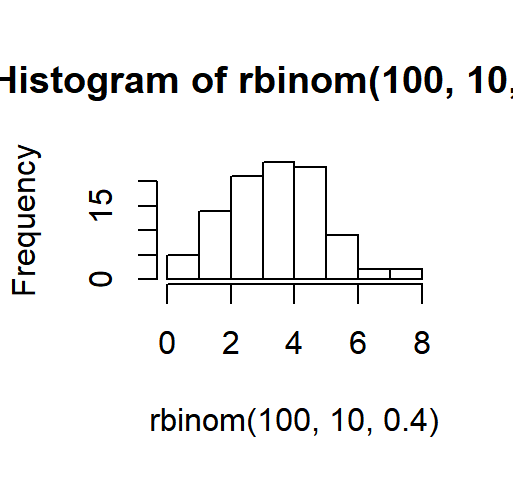 Histogram of rbinom(100, 10,
Frequency
0 15
0 2 4 6 8
rbinom(100, 10, 0.4)